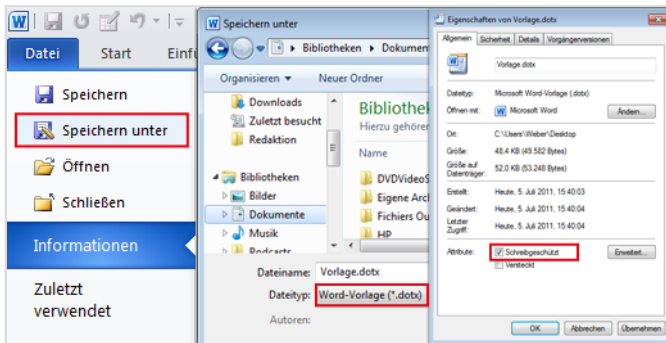 Datei Start Einfü
Speichern
Speichern unter
Öffnen
Schließen
Informationen
Zuletzt
verwendet
Speichern unter
Bibliotheken Dokumen
Organisieren Neuer Ordner
Downloads
Zuletzt besucht
Redaktion
Bibliotheken
Bilder
Dokumente
Musik
Podcasts
Bibliothek
Hierzu gehören
Name
DVDVideoS
Eigene Arch
Fichiers Ou
HP
Dateiname: Vorlage.dotx
Dateityp: Word-Vorlage (*.dotx)
Autoren:
Eigenschaften von Vorlage.dotx
Allgemein Sicherheit Details Vorgängerversionen
Vorlage.dotx
Dateityp: Microsoft Word-Vorlage (.dotx)
Öffnen mit: Microsoft Word Ändern...
Ort: C:\Users\Weber\Desktop
Größe: 48,4 KB (49.582 Bytes)
Größe auf Datenträger: 52,0 KB (53.248 Bytes)
Erstellt: Heute, 5. Juli 2011, 15:40:03
Geändert: Heute, 5. Juli 2011, 15:40:04
Letzter Zugriff: Heute, 5. Juli 2011, 15:40:04
Attribute: Schreibgeschützt Erweitert...
Versteckt
OK Abbrechen Übernehmen